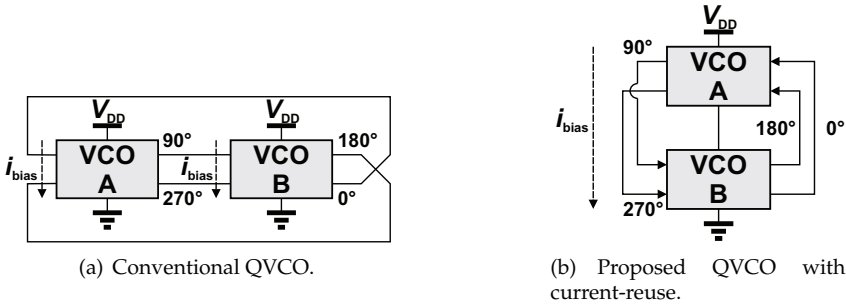 V_DD
V_DD
i_bias
VCO
A
90°
270°
i_bias
VCO
B
180°
0°
(a) Conventional QVCO.
V_DD
90°
VCO
A
i_bias
180°
0°
VCO
B
270°
(b) Proposed QVCO with
current-reuse.